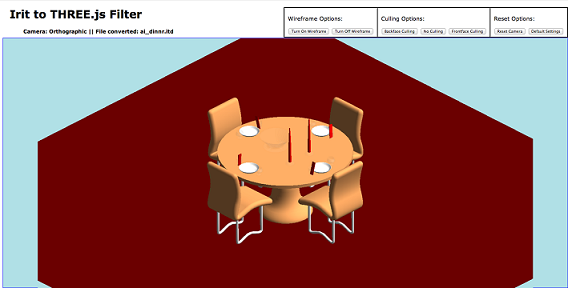 Irit to THREE.js Filter
Camera: Orthographic || File converted: ai_dinnr.itd
Wireframe Options:
Turn On Wireframe Turn Off Wireframe
Culling Options:
Backface Culling No Culling Frontface Culling
Reset Options:
Reset Camera Default Settings